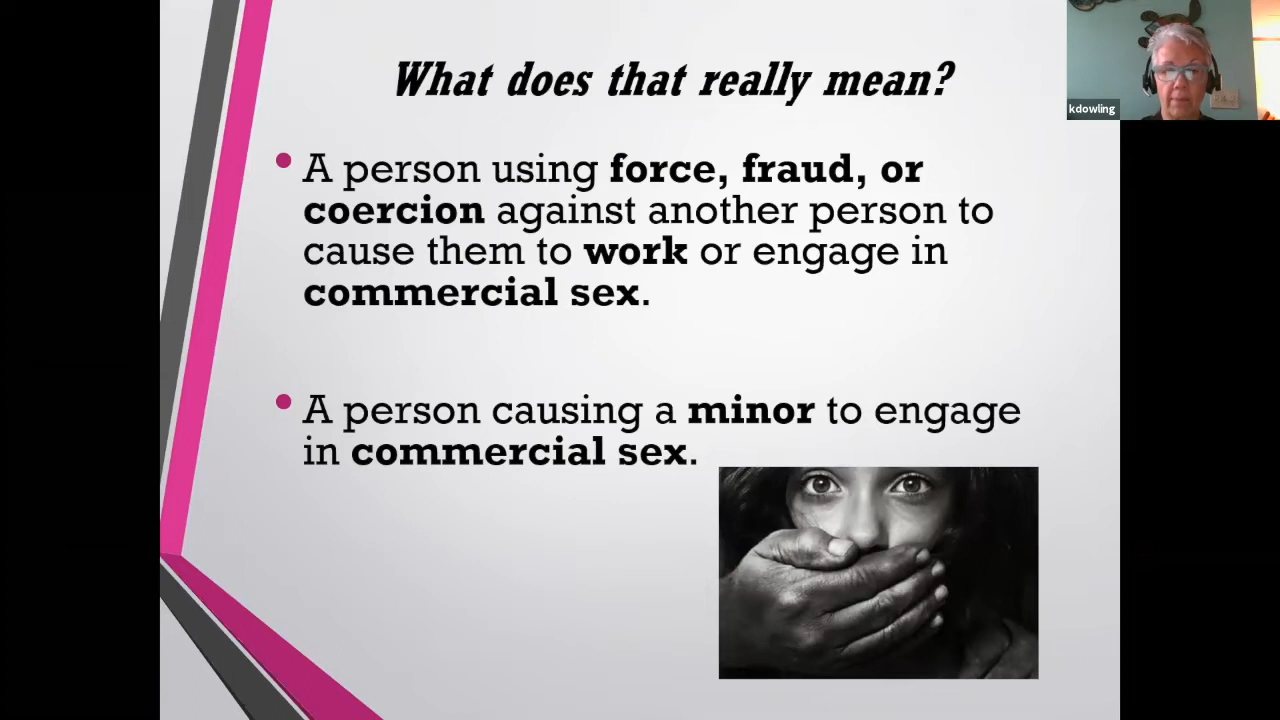 What does that really mean?
• A person using force, fraud, or
coercion against another person to
cause them to work or engage in
commercial sex.
• A person causing a minor to engage
in commercial sex.
kdowling